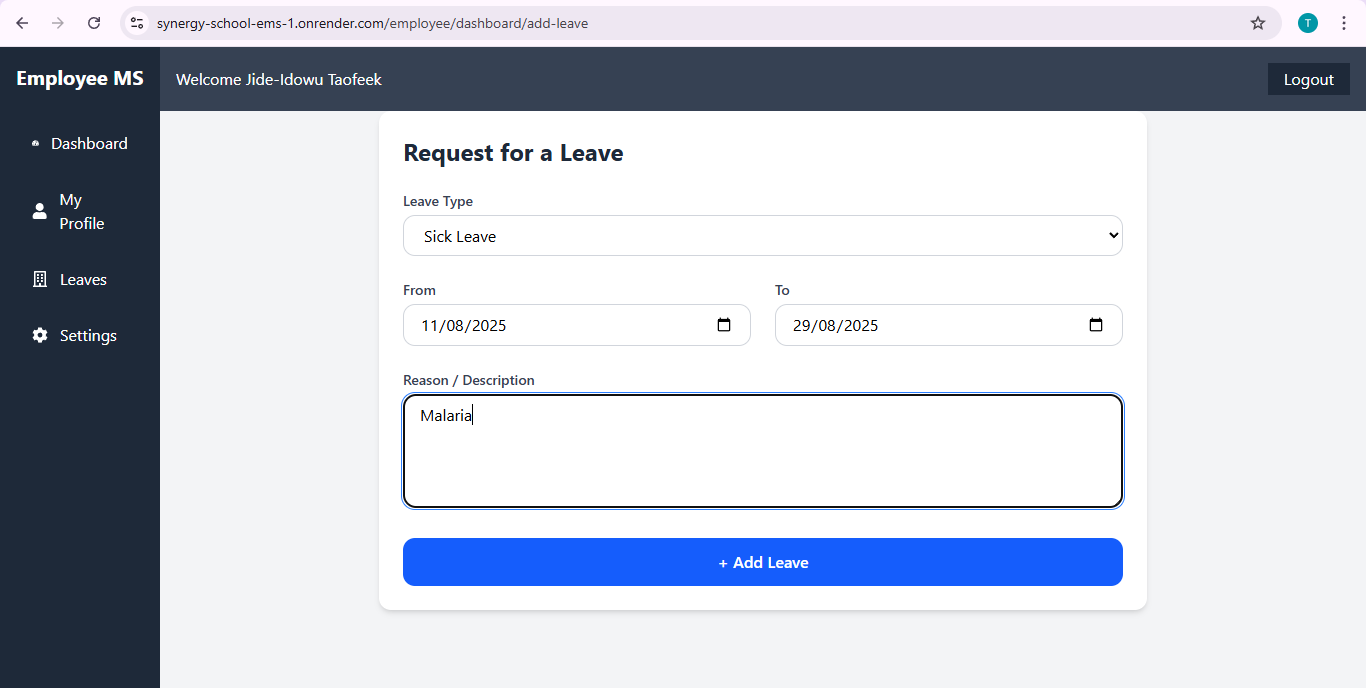 synergy-school-ems-1.onrender.com/employee/dashboard/add-leave
T
Employee MS
Welcome Jide-Idowu Taofeek
Logout
Dashboard
My
Profile
Leaves
Settings
Request for a Leave
Leave Type
Sick Leave
From
To
11/08/2025
29/08/2025
Reason / Description
Malaria
+ Add Leave